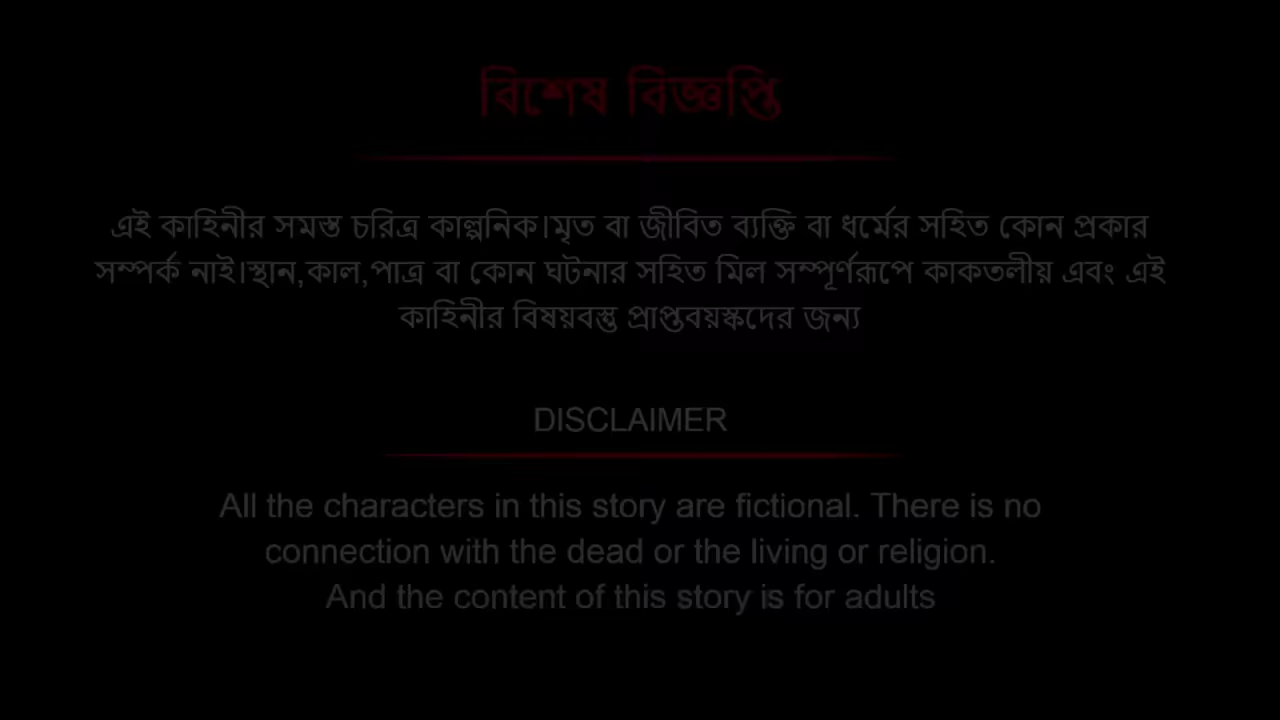 বিশেষ বিজ্ঞপ্তি
এই কাহিনীর সমস্ত চরিত্র কাল্পনিক।মৃত বা জীবিত ব্যক্তি বা ধর্মের সহিত কোন প্রকার
সম্পর্ক নাই।স্থান,কাল,পাত্র বা কোন ঘটনার সহিত মিল সম্পূর্ণরূপে কাকতলীয় এবং এই
কাহিনীর বিষয়বস্তু প্রাপ্তবয়স্কদের জন্য
DISCLAIMER
All the characters in this story are fictional. There is no
connection with the dead or the living or religion.
And the content of this story is for adults